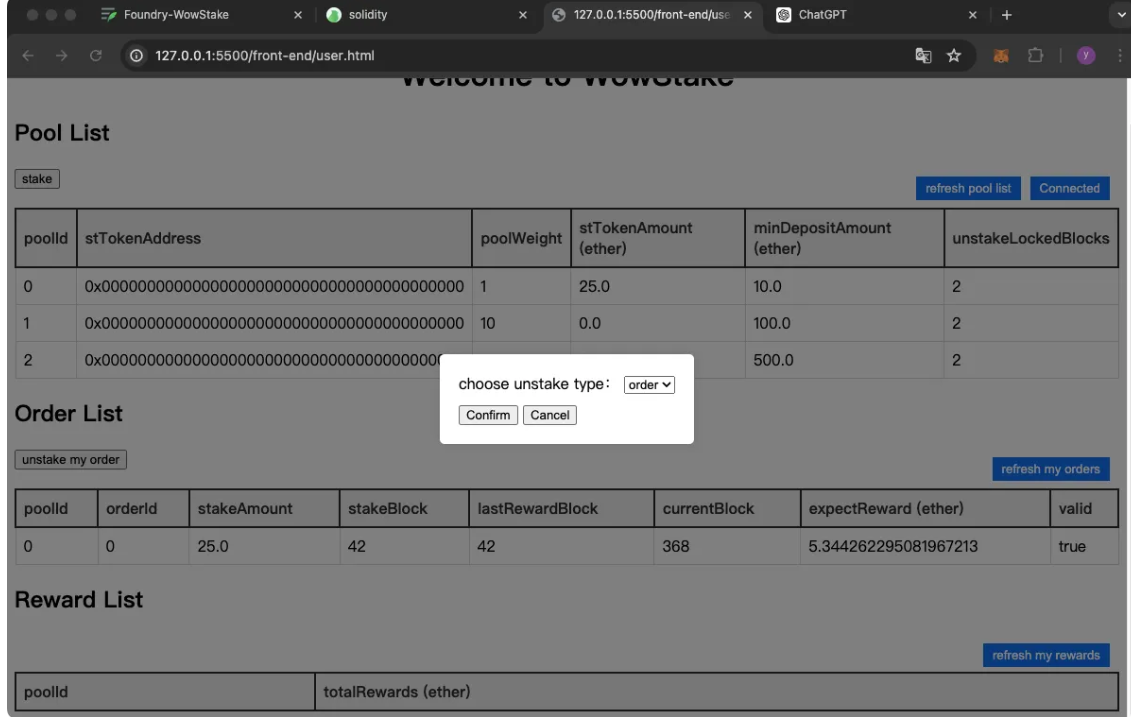 Foundry-WowStake
solidity
127.0.0.1:5500/front-end/use
ChatGPT
127.0.0.1:5500/front-end/user.html
Y
Welcome to WowStake
Pool List
stake
refresh pool list Connected
poolId stTokenAddress poolWeight stTokenAmount (ether) minDepositAmount (ether) unstakeLockedBlocks
0 0x0000000000000000000000000000000000000000 1 25.0 10.0 2
1 0x0000000000000000000000000000000000000000 10 0.0 100.0 2
2 500.0 2
choose unstake type： order
Confirm Cancel
Order List
unstake my order
refresh my orders
poolId orderId stakeAmount stakeBlock lastRewardBlock currentBlock expectReward (ether) valid
0 0 25.0 42 42 368 5.344262295081967213 true
Reward List
refresh my rewards
poolId totalRewards (ether)